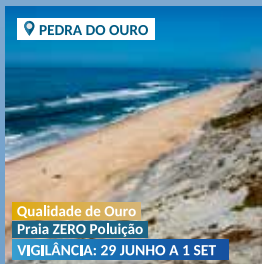 PEDRA DO OURO
Qualidade de Ouro
Praia ZERO Poluição
VIGILÂNCIA: 29 JUNHO A 1 SET